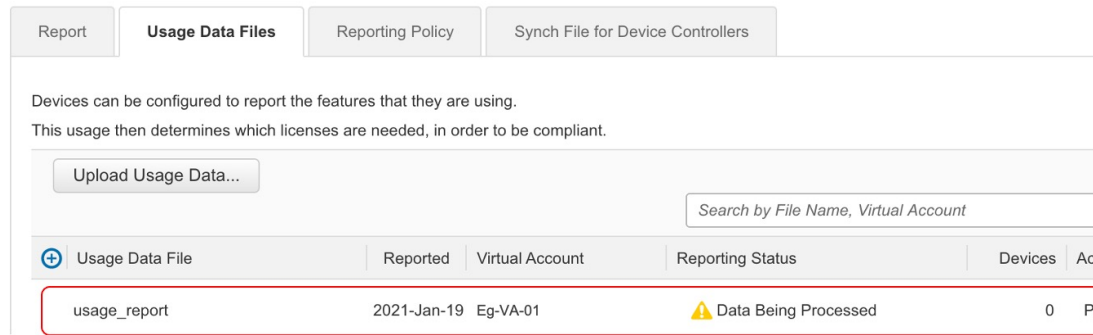 Report Usage Data Files Reporting Policy Synch File for Device Controllers
Devices can be configured to report the features that they are using.
This usage then determines which licenses are needed, in order to be compliant.
Upload Usage Data...
Search by File Name, Virtual Account
Usage Data File Reported Virtual Account Reporting Status Devices Ac
usage_report 2021-Jan-19 Eg-VA-01 Data Being Processed 0 P